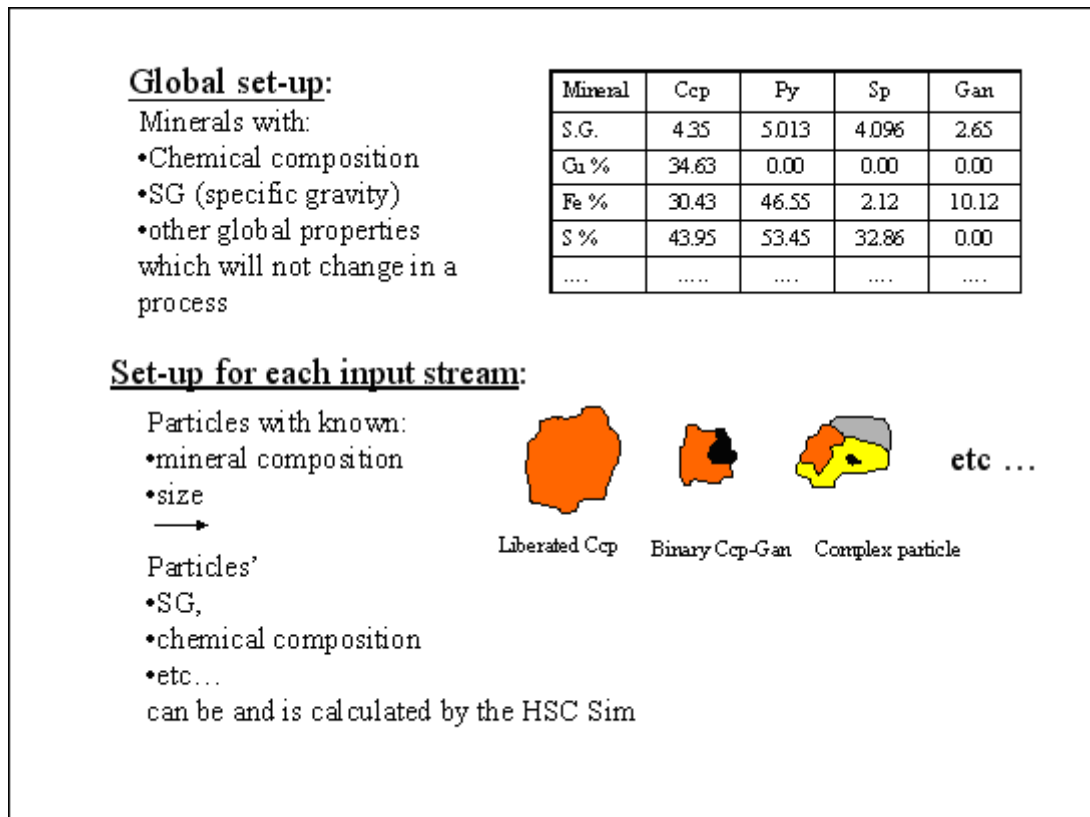 Global set-up:
Minerals with:
•Chemical composition
•SG (specific gravity)
•other global properties
which will not change in a
process
Mineral Ccp Py Sp Gan
S.G. 4.35 5.013 4.096 2.65
Cu % 34.63 0.00 0.00 0.00
Fe % 30.43 46.55 2.12 10.12
S % 43.95 53.45 32.86 0.00
.... ..... .... .... ....
Set-up for each input stream:
Particles with known:
•mineral composition
•size
etc ...
Liberated Ccp Binary Ccp-Gan Complex particle
Particles’
•SG,
•chemical composition
•etc…
can be and is calculated by the HSC Sim